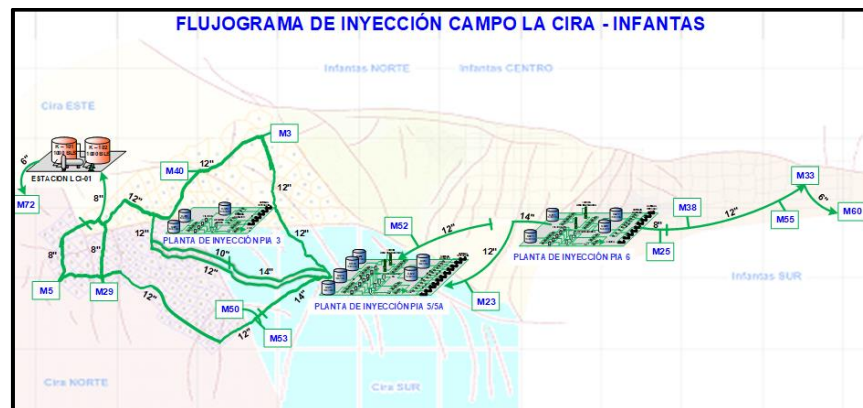 FLUJOGRAMA DE INYECCIÓN CAMPO LA CIRA - INFANTAS
Infantas NORTE
Infantas CENTRO
Cira ESTE
M3
12"
M40
6"
ESTACION LCI-01
M72
8"
12"
12"
M33
6"
M60
M38
M55
12"
8"
M25
14"
PLANTA DE INYECCIÓN PIA 6
M52
12"
12"
M23
PLANTA DE INYECCIÓN PIA 3
12"
12"
10"
12"
14"
PLANTA DE INYECCIÓN PIA 5/5A
8"
8"
M5
M29
12"
M50
14"
12"
M53
Infantas SUR
Cira NORTE
Cira SUR